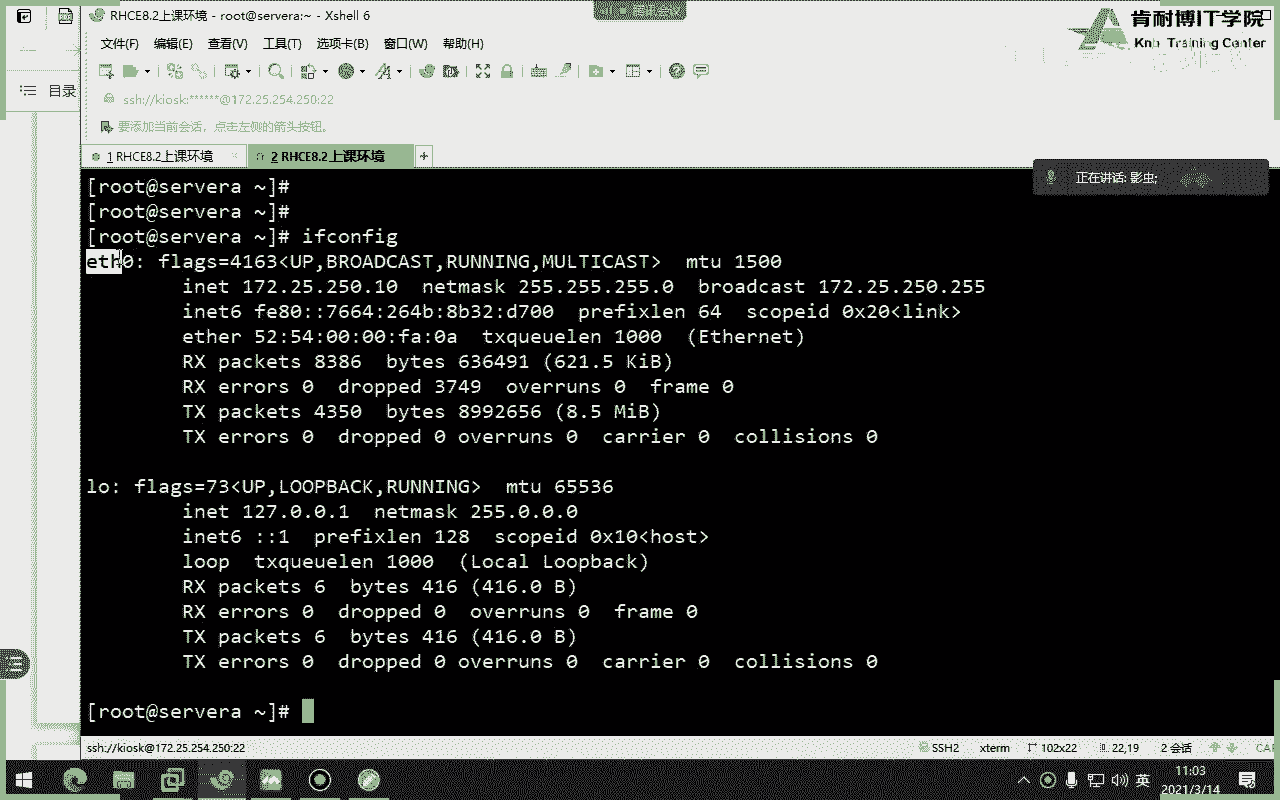 RHCE8.2上课环境 - root@servera:~ - Xshell 6
肯耐博IT学院
Knb Training Center
文件(F) 编辑(E) 查看(V) 工具(T) 选项卡(B) 窗口(W) 帮助(H)
目录
ssh://kiosk:******@172.25.254.250:22
要添加当前会话，点击左侧的箭头按钮。
1 RHCE8.2上课环境
2 RHCE8.2上课环境
正在讲话: 影虫;
[root@servera ~]#
[root@servera ~]#
[root@servera ~]# ifconfig
eth0: flags=4163<UP,BROADCAST,RUNNING,MULTICAST>  mtu 1500
        inet 172.25.250.10  netmask 255.255.255.0  broadcast 172.25.250.255
        inet6 fe80::7664:264b:8b32:d700  prefixlen 64  scopeid 0x20<link>
        ether 52:54:00:00:fa:0a  txqueuelen 1000  (Ethernet)
        RX packets 8386  bytes 636491 (621.5 KiB)
        RX errors 0  dropped 3749  overruns 0  frame 0
        TX packets 4350  bytes 8992656 (8.5 MiB)
        TX errors 0  dropped 0 overruns 0  carrier 0  collisions 0
lo: flags=73<UP,LOOPBACK,RUNNING>  mtu 65536
        inet 127.0.0.1  netmask 255.0.0.0
        inet6 ::1  prefixlen 128  scopeid 0x10<host>
        loop  txqueuelen 1000  (Local Loopback)
        RX packets 6  bytes 416 (416.0 B)
        RX errors 0  dropped 0  overruns 0  frame 0
        TX packets 6  bytes 416 (416.0 B)
        TX errors 0  dropped 0 overruns 0  carrier 0  collisions 0
[root@servera ~]#
ssh://kiosk@172.25.254.250:22
SSH2 xterm 102x22 22,19 2 会话
英
11:03
2021/3/14